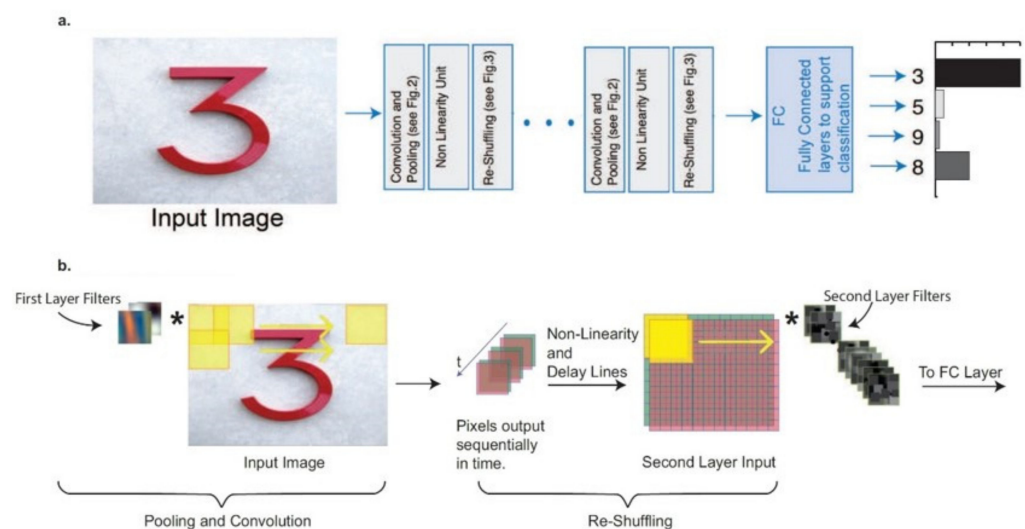 a.
Convolution and
Pooling (see Fig.2)
Non Linearity Unit
Re-Shuffling (see Fig.3)
Convolution and
Pooling (see Fig.2)
Non Linearity Unit
Re-Shuffling (see Fig.3)
FC
Fully Connected
layers to support
classification
3
5
9
8
3
Input Image
b.
First Layer Filters
*
3
Input Image
t
Pixels output
sequentially
in time.
Non-Linearity
and
Delay Lines
Second Layer Input
*
Second Layer Filters
To FC Layer
Pooling and Convolution
Re-Shuffling